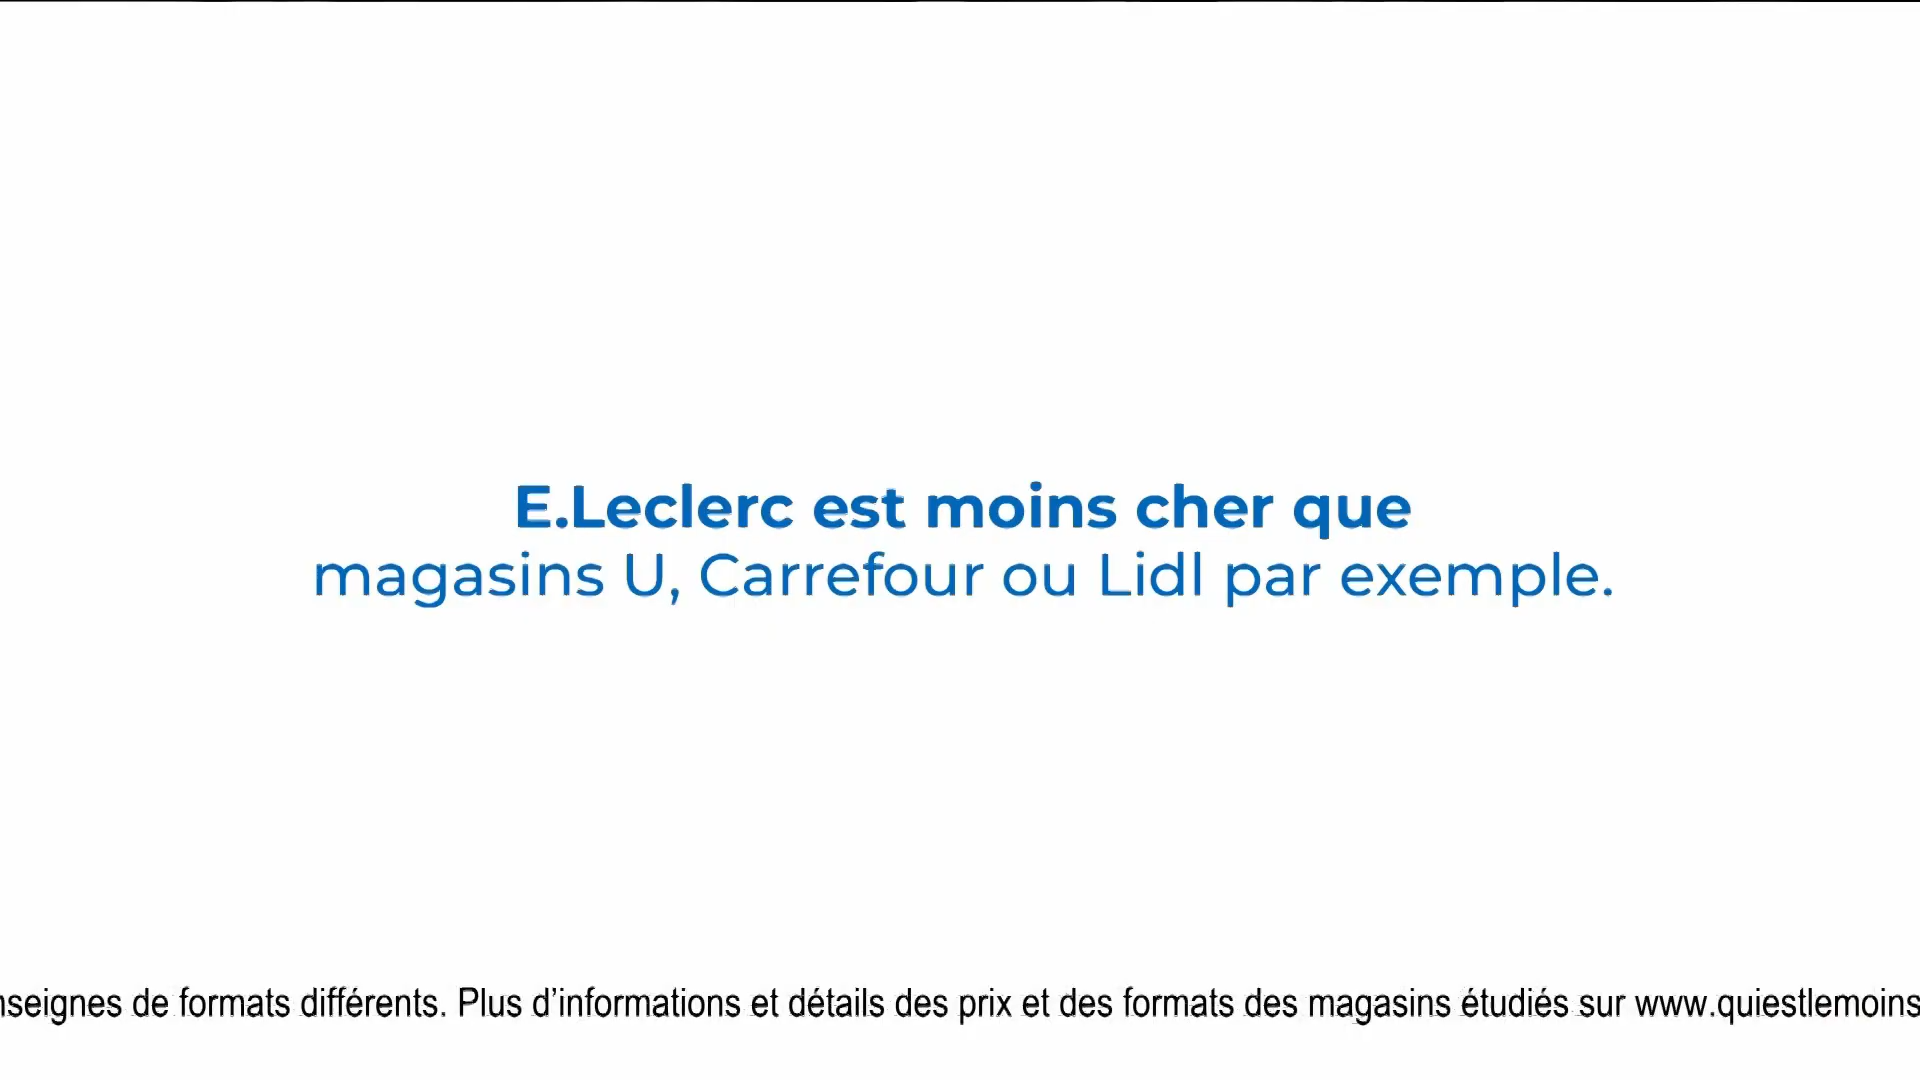 E.Leclerc est moins cher que
magasins U, Carrefour ou Lidl par exemple.
nseignes de formats différents. Plus d’informations et détails des prix et des formats des magasins étudiés sur www.quiestlemoins